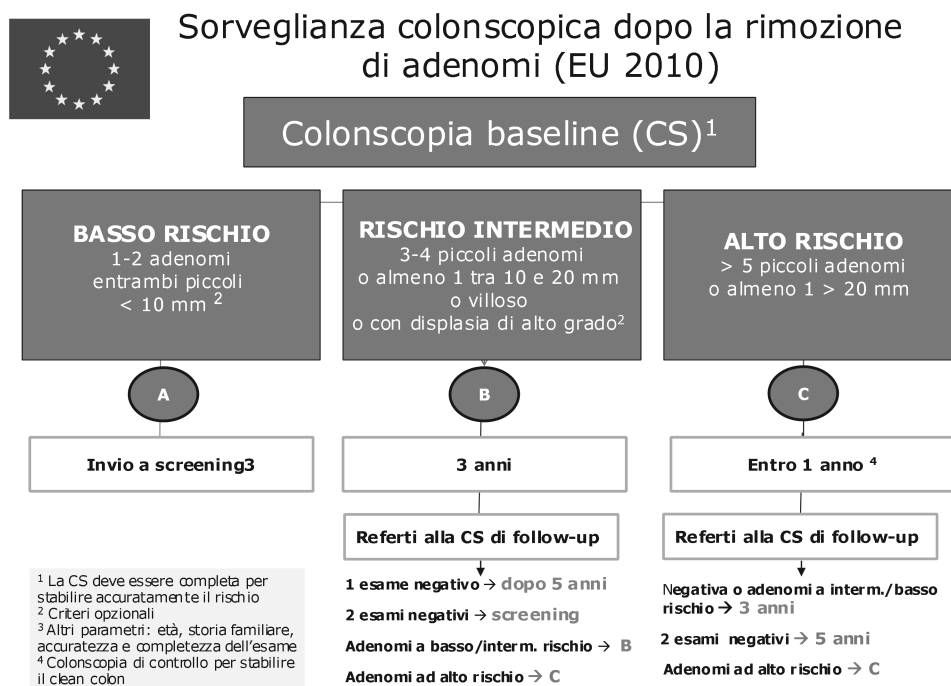 Sorveglianza colonscopica dopo la rimozione
di adenomi (EU 2010)
Colonscopia baseline (CS)¹
BASSO RISCHIO
1-2 adenomi
entrambi piccoli
< 10 mm ²
RISCHIO INTERMEDIO
3-4 piccoli adenomi
o almeno 1 tra 10 e 20 mm
o villoso
o con displasia di alto grado²
ALTO RISCHIO
> 5 piccoli adenomi
o almeno 1 > 20 mm
A
B
C
Invio a screening3
3 anni
Entro 1 anno ⁴
Referti alla CS di follow-up
Referti alla CS di follow-up
1 esame negativo → dopo 5 anni
2 esami negativi → screening
Adenomi a basso/interm. rischio → B
Adenomi ad alto rischio → C
Negativa o adenomi a interm./basso
rischio → 3 anni
2 esami negativi → 5 anni
Adenomi ad alto rischio → C
¹ La CS deve essere completa per
stabilire accuratamente il rischio
² Criteri opzionali
³ Altri parametri: età, storia familiare,
accuratezza e completezza dell'esame
⁴ Colonscopia di controllo per stabilire
il clean colon